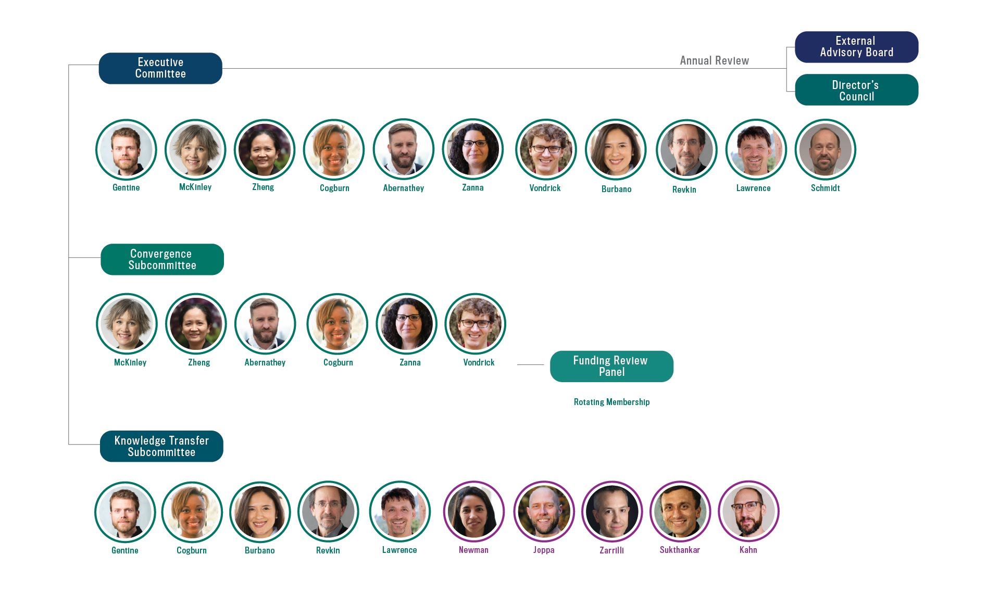 External
Advisory Board
Executive
Committee
Annual Review
Director's
Council
Gentine
McKinley
Zheng
Cogburn
Abernathey
Zanna
Vondrick
Burbano
Revkin
Lawrence
Schmidt
Convergence
Subcommittee
McKinley
Zheng
Abernathey
Cogburn
Zanna
Vondrick
Funding Review
Panel
Rotating Membership
Knowledge Transfer
Subcommittee
Gentine
Cogburn
Burbano
Revkin
Lawrence
Newman
Joppa
Zarrilli
Sukthankar
Kahn